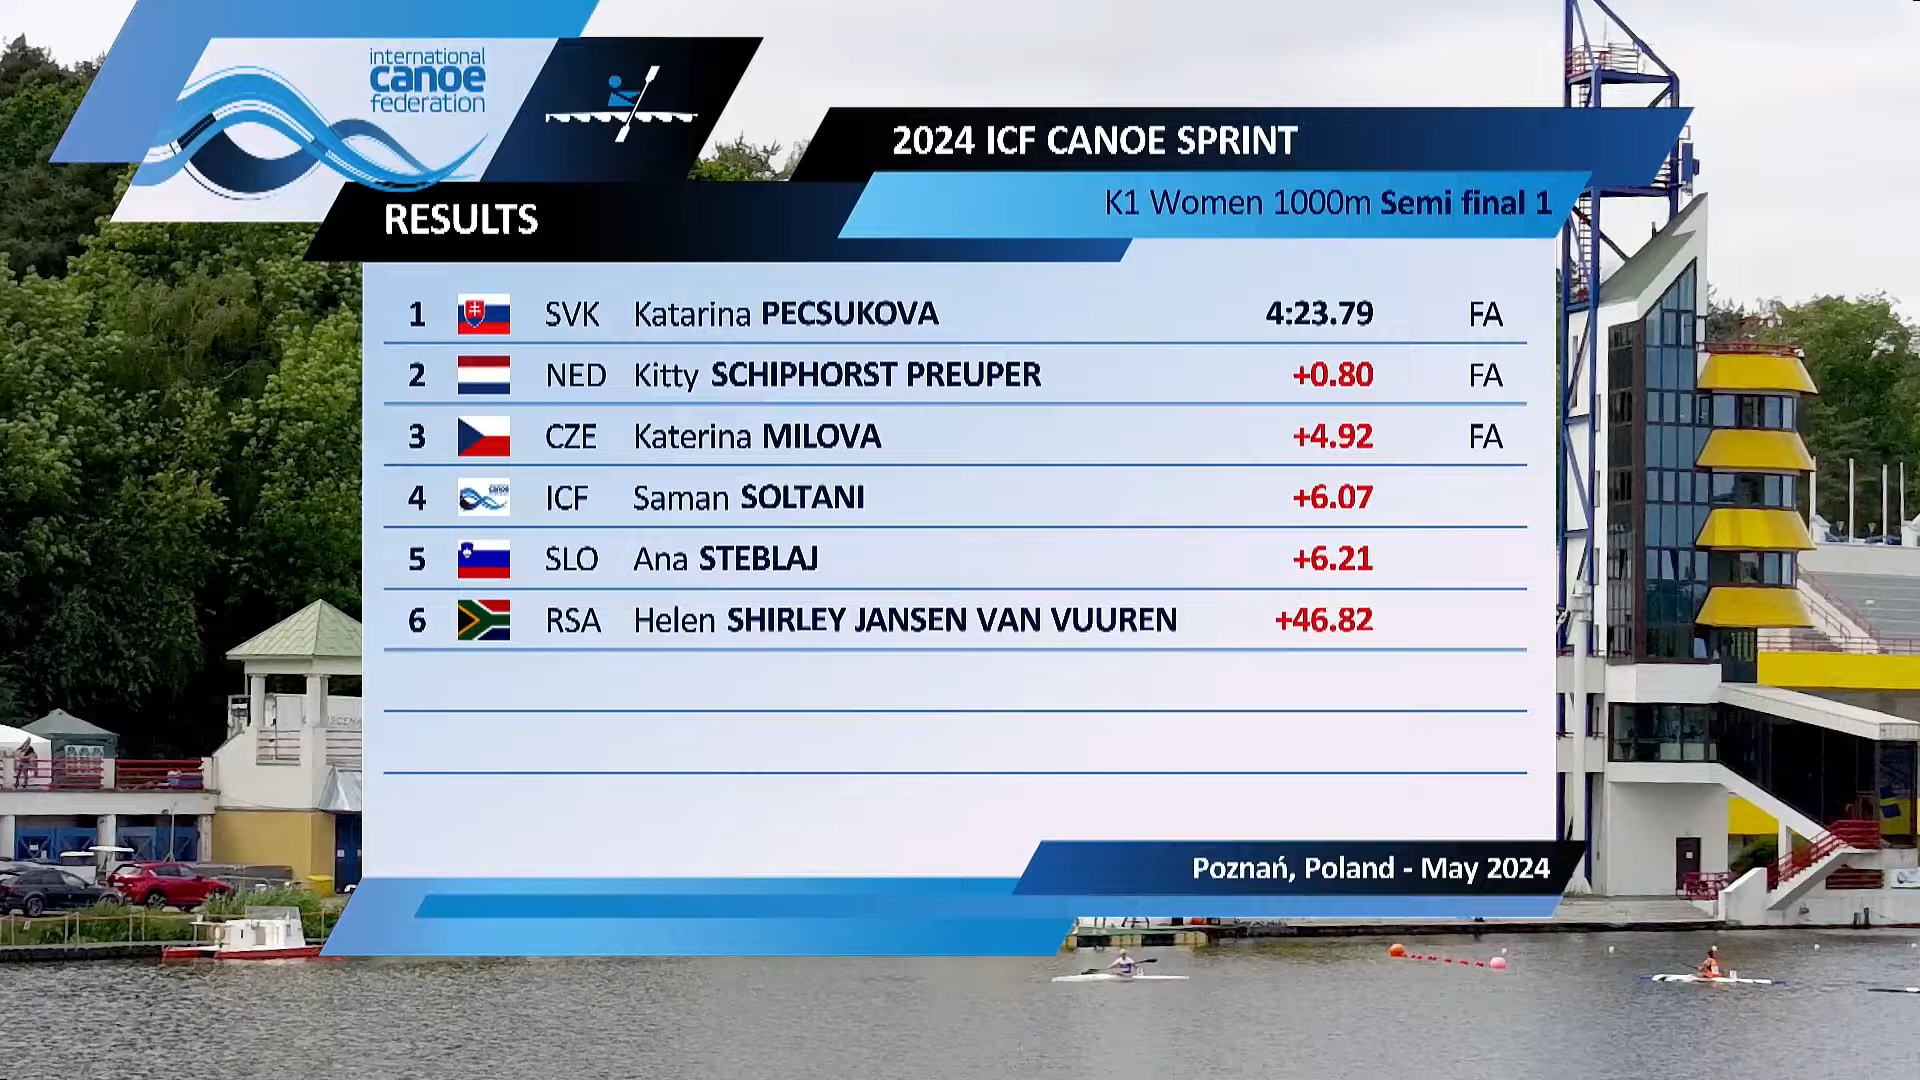 international
canoe
federation
2024 ICF CANOE SPRINT
K1 Women 1000m Semi final 1
RESULTS
1 SVK Katarina PECSUKOVA 4:23.79 FA
2 NED Kitty SCHIPHORST PREUPER +0.80 FA
3 CZE Katerina MILOVA +4.92 FA
4 ICF Saman SOLTANI +6.07
5 SLO Ana STEBLAJ +6.21
6 RSA Helen SHIRLEY JANSEN VAN VUUREN +46.82
Poznań, Poland - May 2024